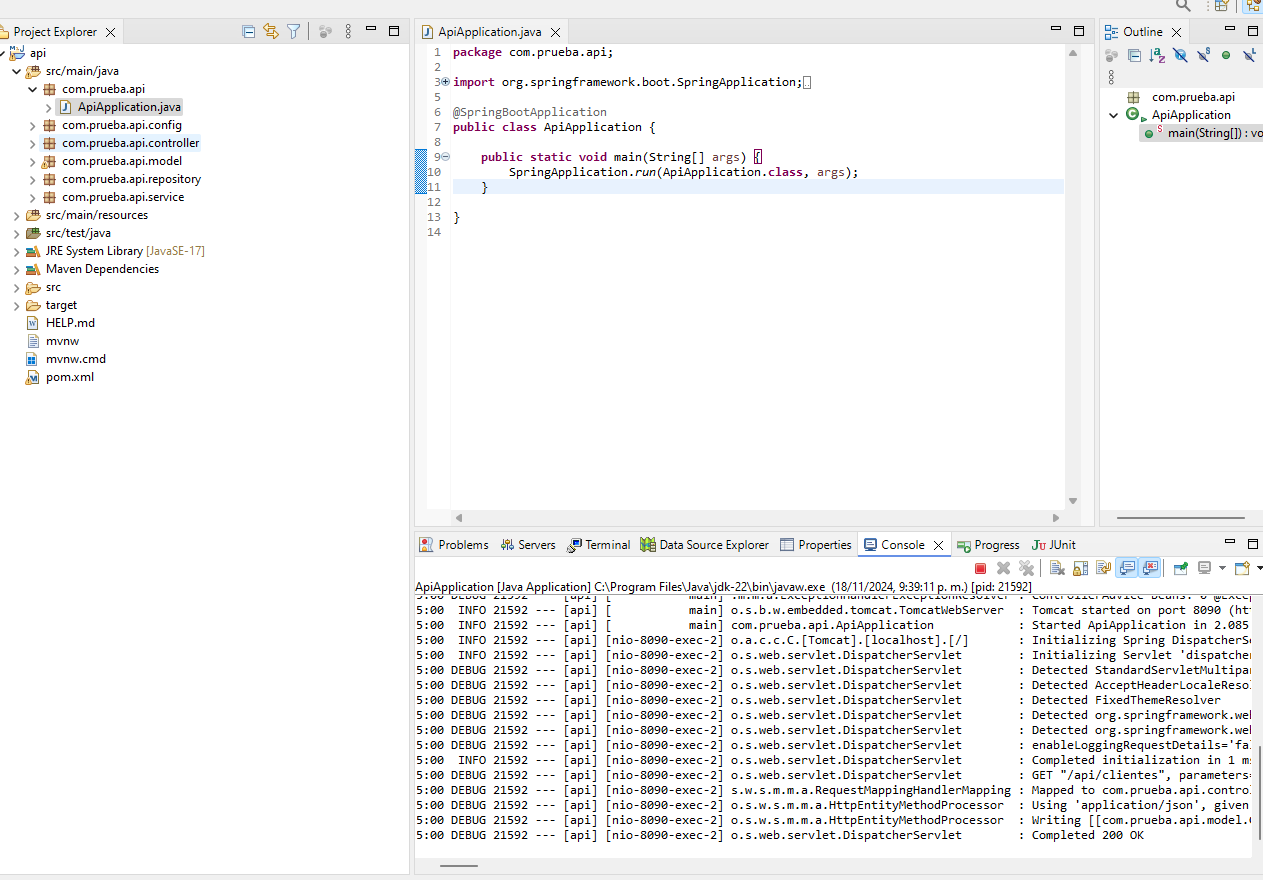 Project Explorer
api
src/main/java
com.prueba.api
ApiApplication.java
com.prueba.api.config
com.prueba.api.controller
com.prueba.api.model
com.prueba.api.repository
com.prueba.api.service
src/main/resources
src/test/java
JRE System Library [JavaSE-17]
Maven Dependencies
src
target
HELP.md
mvnw
mvnw.cmd
pom.xml
ApiApplication.java
1 package com.prueba.api;
2
3 import org.springframework.boot.SpringApplication;
5
6 @SpringBootApplication
7 public class ApiApplication {
8
9 public static void main(String[] args) {
10 SpringApplication.run(ApiApplication.class, args);
11 }
12
13 }
14
Outline
com.prueba.api
ApiApplication
main(String[]) : vo
Problems Servers Terminal Data Source Explorer Properties Console Progress JUnit
ApiApplication [Java Application] C:\Program Files\Java\jdk-22\bin\javaw.exe (18/11/2024, 9:39:11 p. m.) [pid: 21592]
5:00 DEBUG 21592 --- [api] [ main] .m.m.a.ExceptionHandlerExceptionResolver : ControllerAdvice beans: 0 @Excep
5:00 INFO 21592 --- [api] [ main] o.s.b.w.embedded.tomcat.TomcatWebServer : Tomcat started on port 8090 (ht
5:00 INFO 21592 --- [api] [ main] com.prueba.api.ApiApplication : Started ApiApplication in 2.085
5:00 INFO 21592 --- [api] [nio-8090-exec-2] o.a.c.c.C.[Tomcat].[localhost].[/] : Initializing Spring DispatcherSe
5:00 INFO 21592 --- [api] [nio-8090-exec-2] o.s.web.servlet.DispatcherServlet : Initializing Servlet 'dispatcher
5:00 DEBUG 21592 --- [api] [nio-8090-exec-2] o.s.web.servlet.DispatcherServlet : Detected StandardServletMultipar
5:00 DEBUG 21592 --- [api] [nio-8090-exec-2] o.s.web.servlet.DispatcherServlet : Detected AcceptHeaderLocaleResol
5:00 DEBUG 21592 --- [api] [nio-8090-exec-2] o.s.web.servlet.DispatcherServlet : Detected FixedThemeResolver
5:00 DEBUG 21592 --- [api] [nio-8090-exec-2] o.s.web.servlet.DispatcherServlet : Detected org.springframework.web
5:00 DEBUG 21592 --- [api] [nio-8090-exec-2] o.s.web.servlet.DispatcherServlet : Detected org.springframework.web
5:00 DEBUG 21592 --- [api] [nio-8090-exec-2] o.s.web.servlet.DispatcherServlet : enableLoggingRequestDetails='fal
5:00 INFO 21592 --- [api] [nio-8090-exec-2] o.s.web.servlet.DispatcherServlet : Completed initialization in 1 ms
5:00 DEBUG 21592 --- [api] [nio-8090-exec-2] o.s.web.servlet.DispatcherServlet : GET "/api/clientes", parameters=
5:00 DEBUG 21592 --- [api] [nio-8090-exec-2] s.w.s.m.m.a.RequestMappingHandlerMapping : Mapped to com.prueba.api.contro
5:00 DEBUG 21592 --- [api] [nio-8090-exec-2] o.s.w.s.m.m.a.HttpEntityMethodProcessor : Using 'application/json', given
5:00 DEBUG 21592 --- [api] [nio-8090-exec-2] o.s.w.s.m.m.a.HttpEntityMethodProcessor : Writing [[com.prueba.api.model.C
5:00 DEBUG 21592 --- [api] [nio-8090-exec-2] o.s.web.servlet.DispatcherServlet : Completed 200 OK